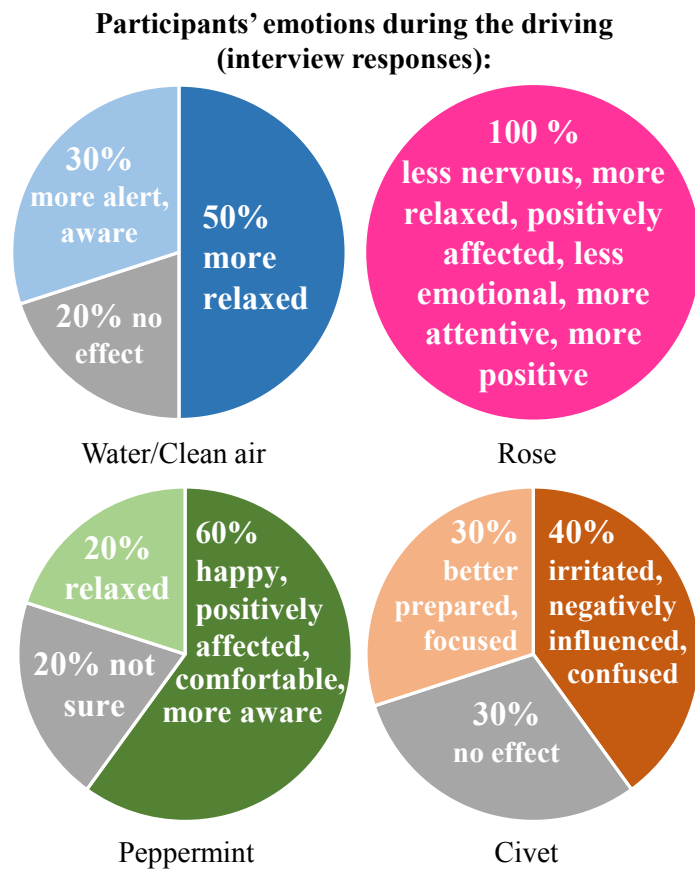 Participants' emotions during the driving
(interview responses):
30%
more alert,
aware
50%
more
relaxed
20% no
effect
Water/Clean air
100 %
less nervous, more
relaxed, positively
affected, less
emotional, more
attentive, more
positive
Rose
20%
relaxed
60%
happy,
positively
affected,
comfortable,
more aware
20% not
sure
Peppermint
30%
better
prepared,
focused
40%
irritated,
negatively
influenced,
confused
30%
no effect
Civet